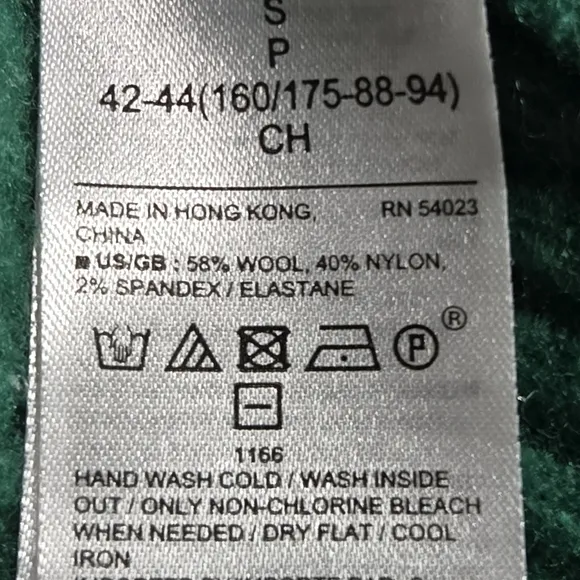 S
P
42-44(160/175-88-94)
CH
MADE IN HONG KONG, RN 54023
CHINA
US/GB : 58% WOOL, 40% NYLON,
2% SPANDEX / ELASTANE
P ®
1166
HAND WASH COLD / WASH INSIDE
OUT / ONLY NON-CHLORINE BLEACH
WHEN NEEDED / DRY FLAT / COOL
IRON